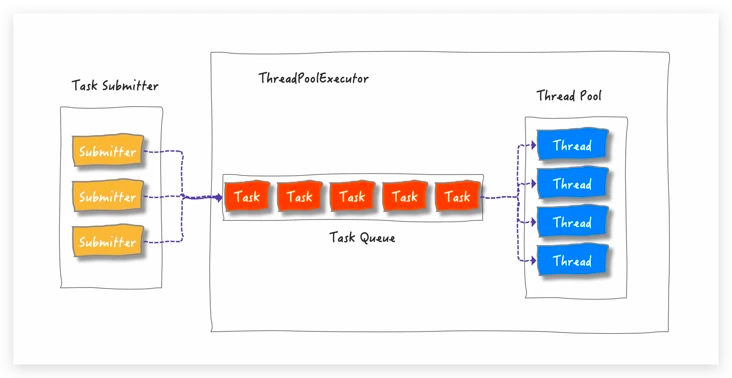 Task Submitter
Submitter
Submitter
Submitter
ThreadPoolExecutor
Task Task Task Task Task
Task Queue
Thread Pool
Thread
Thread
Thread
Thread